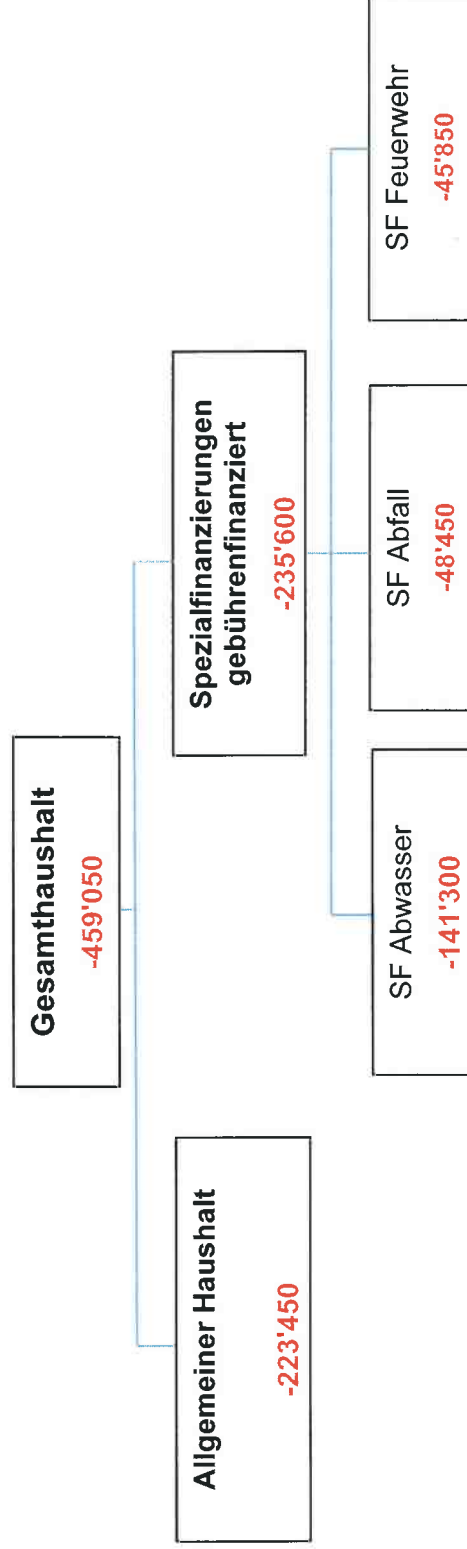 Gesamthaushalt
-459'050
Allgemeiner Haushalt
-223'450
Spezialfinanzierungen
gebührenfinanziert
-235'600
SF Abwasser
-141'300
SF Abfall
-48'450
SF Feuerwehr
-45'850